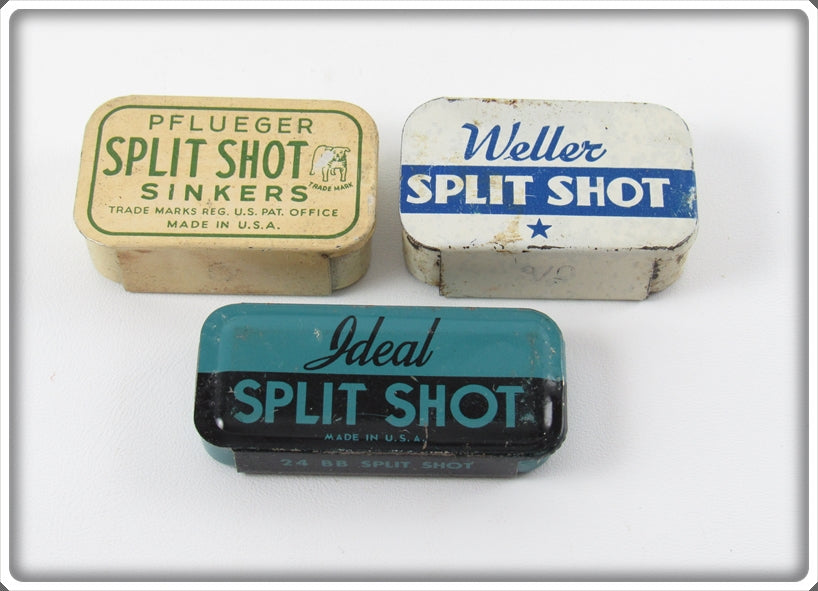 PFLUEGER
SPLIT SHOT
SINKERS
TRADE MARK
TRADE MARKS REG. U.S. PAT. OFFICE
MADE IN U.S.A.
Weller
SPLIT SHOT
Ideal
SPLIT SHOT
MADE IN U.S.A.
24 BB SPLIT SHOT